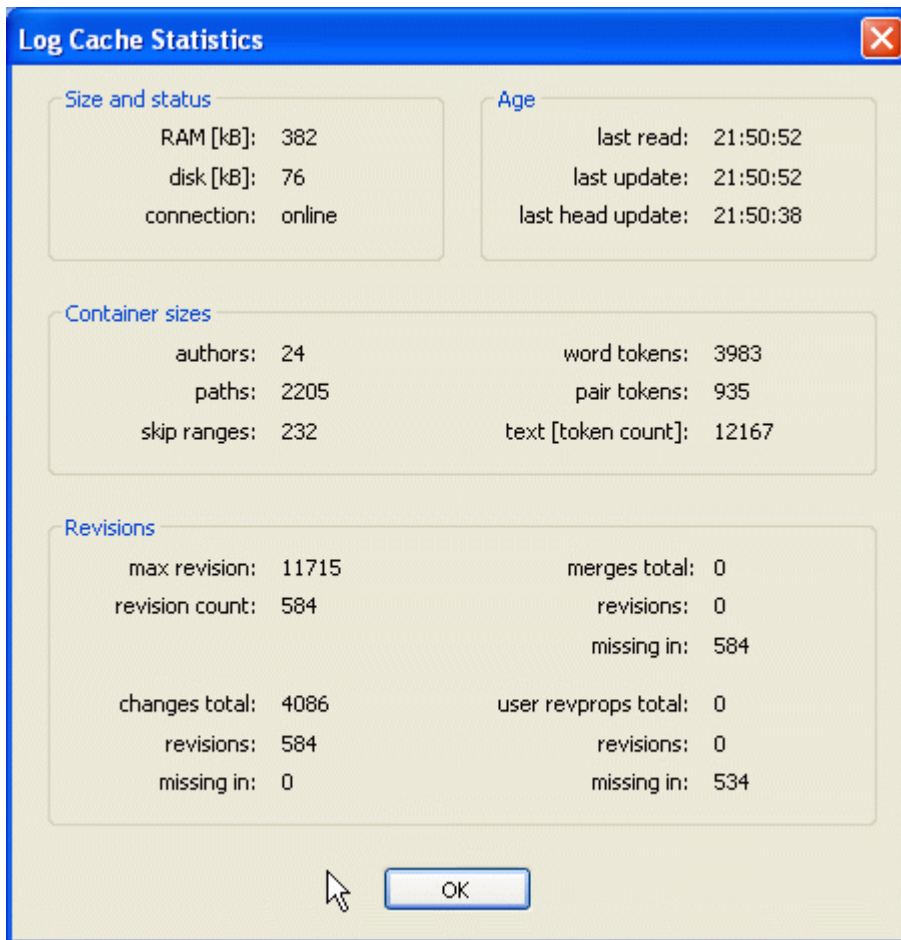 Log Cache Statistics
Size and status
RAM [kB]: 382
disk [kB]: 76
connection: online
Age
last read: 21:50:52
last update: 21:50:52
last head update: 21:50:38
Container sizes
authors: 24 word tokens: 3983
paths: 2205 pair tokens: 935
skip ranges: 232 text [token count]: 12167
Revisions
max revision: 11715 merges total: 0
revision count: 584 revisions: 0
missing in: 584
changes total: 4086 user revprops total: 0
revisions: 584 revisions: 0
missing in: 0 missing in: 534
OK